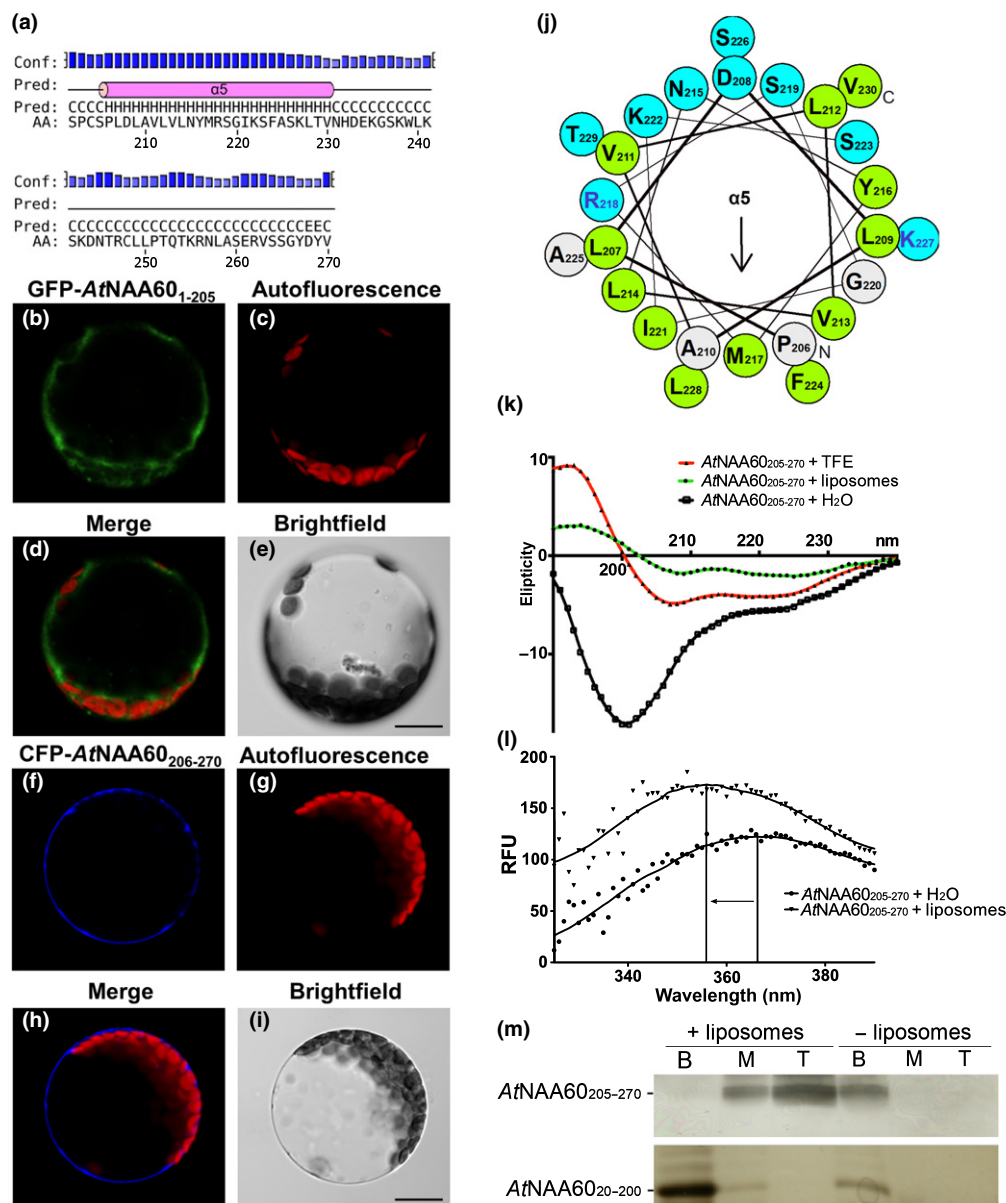 (a)
Conf:
Pred:
α5
Pred: CCCCHHHHHHHHHHHHHHHHHHHHHHHHHCCCCCCCCCCC
AA: SPCSPLDLAVLVLNYMRSGIKSFASKLTVNHDEKGSKWLK
210 220 230 240
Conf:
Pred:
Pred: CCCCCCCCCCCCCCCCCCCCCCCCCCEEC
AA: SKDNTRCLLPTQTKRNLASERVSSGYDYV
250 260 270
GFP-AtNAA60₁₋₂₀₅ Autofluorescence
(b) (c)
Merge Brightfield
(d) (e)
CFP-AtNAA60₂₀₆₋₂₇₀ Autofluorescence
(f) (g)
Merge Brightfield
(h) (i)
(j)
S226
D208
N215
S219
V230
C
L212
K222
T229
V211
S223
R218
α5
Y216
L207
L209
K227
A225
G220
L214
I221
V213
A210
M217
P206
N
L228
F224
(k)
10
0
−10
Elipticity
AtNAA60₂₀₅₋₂₇₀ + TFE
AtNAA60₂₀₅₋₂₇₀ + liposomes
AtNAA60₂₀₅₋₂₇₀ + H₂O
200 210 220 230 nm
(l)
200
150
100
50
0
RFU
AtNAA60₂₀₅₋₂₇₀ + H₂O
AtNAA60₂₀₅₋₂₇₀ + liposomes
340 360 380
Wavelength (nm)
(m)
+ liposomes − liposomes
B M T B M T
AtNAA60₂₀₅₋₂₇₀
AtNAA60₂₀₋₂₀₀